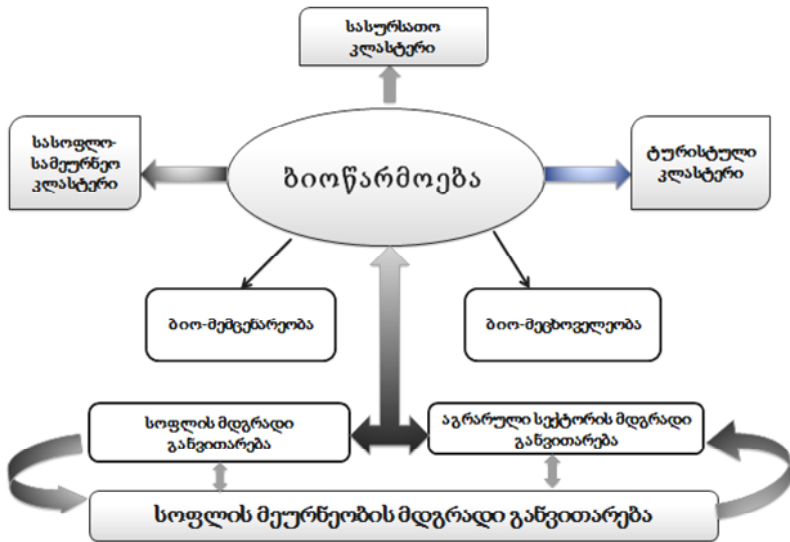 სასურსათო
კლასტერი
სასოფლო-
სამეურნეო
კლასტერი
ბიოწარმოება
ტურისტული
კლასტერი
ბიო-მემცენარეობა
ბიო-მეცხოველეობა
სოფლის მდგრადი
განვითარება
აგრარული სექტორის მდგრადი
განვითარება
სოფლის მეურნეობის მდგრადი განვითარება